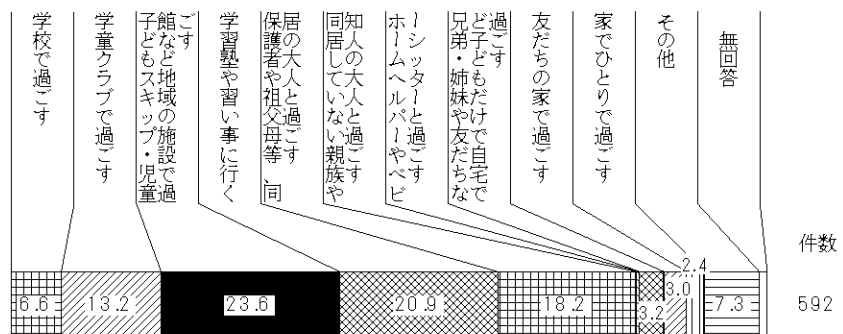 学校で過ごす
学童クラブで過ごす
子どもスキップ・児童
館など地域の施設で過
ごす
学習塾や習い事に行く
保護者や祖父母等、同
居の大人と過ごす
同居していない親族や
知人の大人と過ごす
ホームヘルパーやベビ
ーシッターと過ごす
兄弟・姉妹や友だちな
ど子どもだけで自宅で
過ごす
友だちの家で過ごす
家でひとりで過ごす
その他
無回答
件数
6.6
13.2
23.6
20.9
18.2
3.2
3.0
2.4
7.3
592